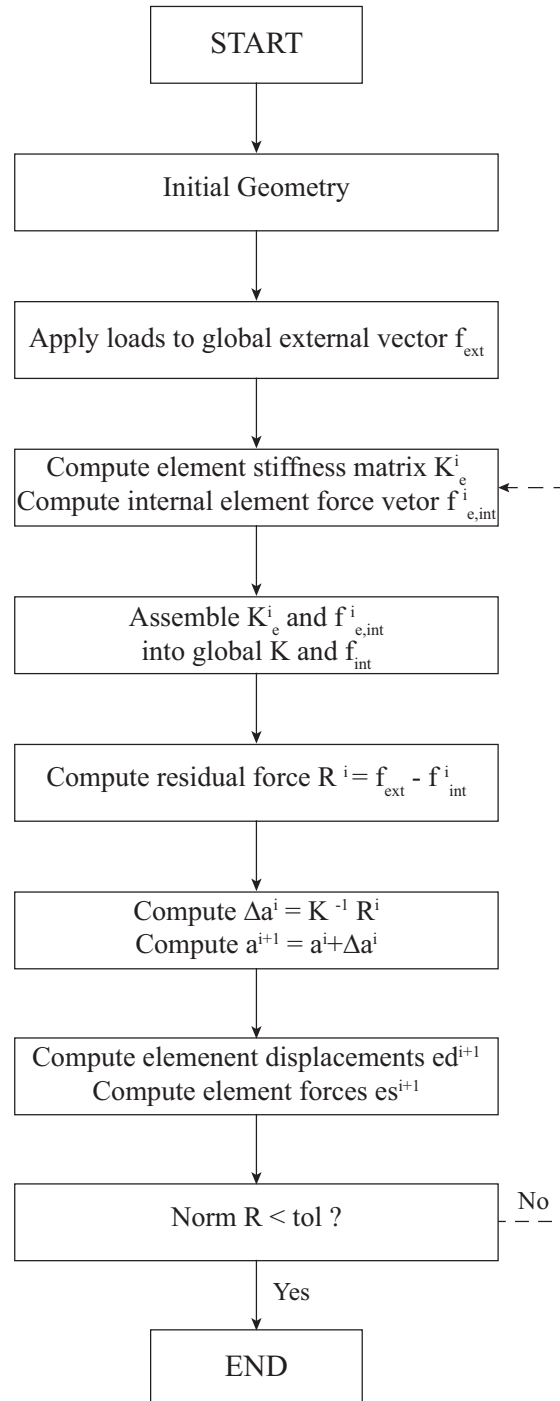 START
Initial Geometry
Apply loads to global external vector f_ext
Compute element stiffness matrix K^i_e
Compute internal element force vetor f^i_e,int
Assemble K^i_e and f^i_e,int
into global K and f_int
Compute residual force R^i = f_ext - f^i_int
Compute Δa^i = K^-1 R^i
Compute a^i+1 = a^i+Δa^i
Compute elemenent displacements ed^i+1
Compute element forces es^i+1
Norm R < tol ?
No
Yes
END